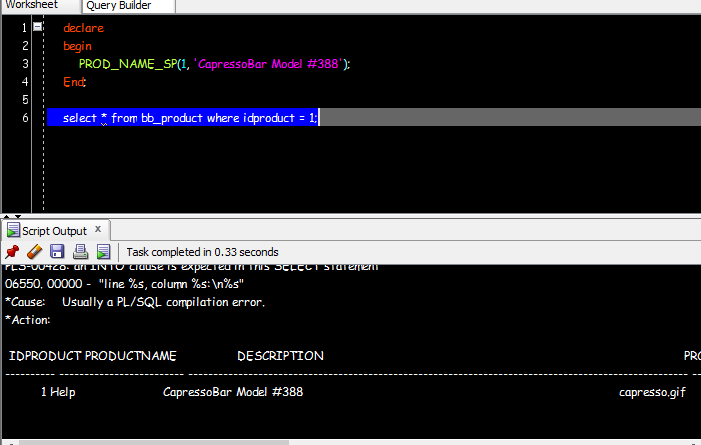 Worksheet Query Builder
1 declare
2 begin
3 PROD_NAME_SP(1, 'CapressoBar Model #388');
4 End;
5
6 select * from bb_product where idproduct = 1;
Script Output x
Task completed in 0.33 seconds
PLS-00428: an INTO clause is expected in this SELECT statement
06550. 00000 - "line %s, column %s:\n%s"
*Cause: Usually a PL/SQL compilation error.
*Action:
IDPRODUCT PRODUCTNAME DESCRIPTION PRO
---------- ------------------------- ---------------------------------------------------------------------------------------------------- --
1 Help CapressoBar Model #388 capresso.gif